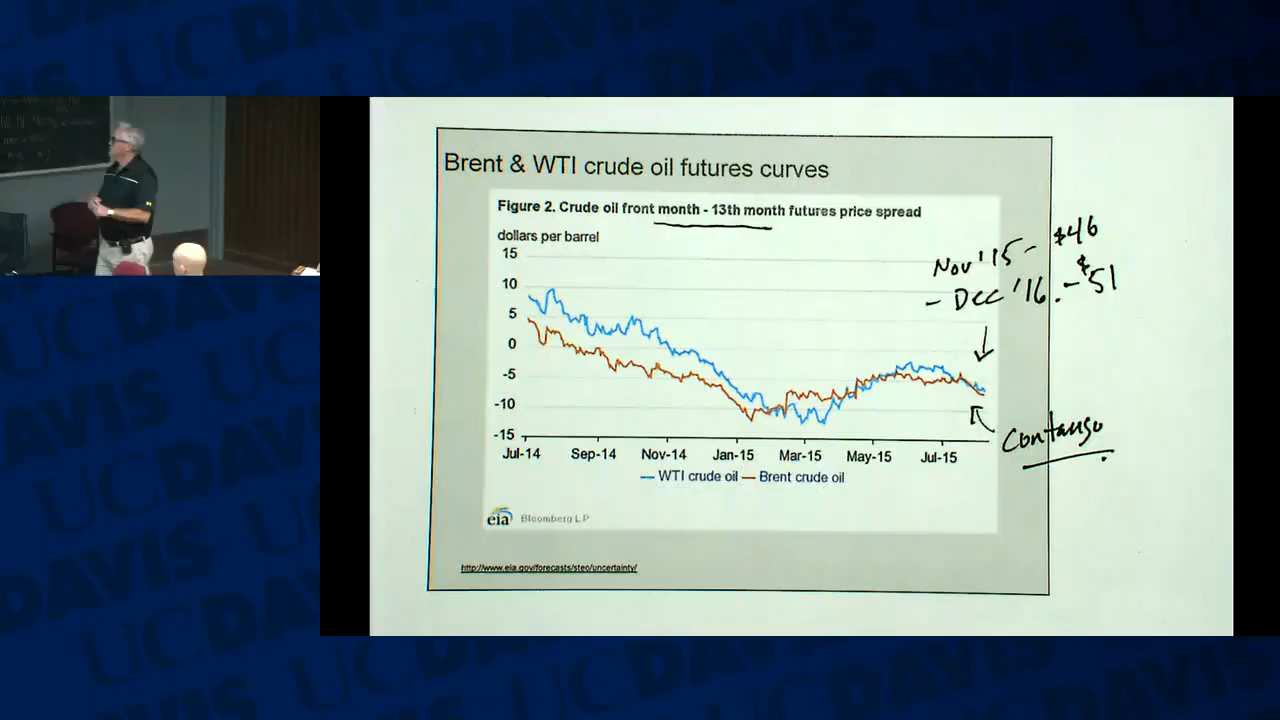 UC DAVIS
Brent & WTI crude oil futures curves
Figure 2. Crude oil front month - 13th month futures price spread
dollars per barrel
15
10
5
0
-5
-10
-15
Jul-14 Sep-14 Nov-14 Jan-15 Mar-15 May-15 Jul-15
WTI crude oil Brent crude oil
eia Bloomberg L.P
http://www.eia.gov/forecasts/steo/uncertainty/
Nov '15 - $46
- Dec '16. - $51
Contango